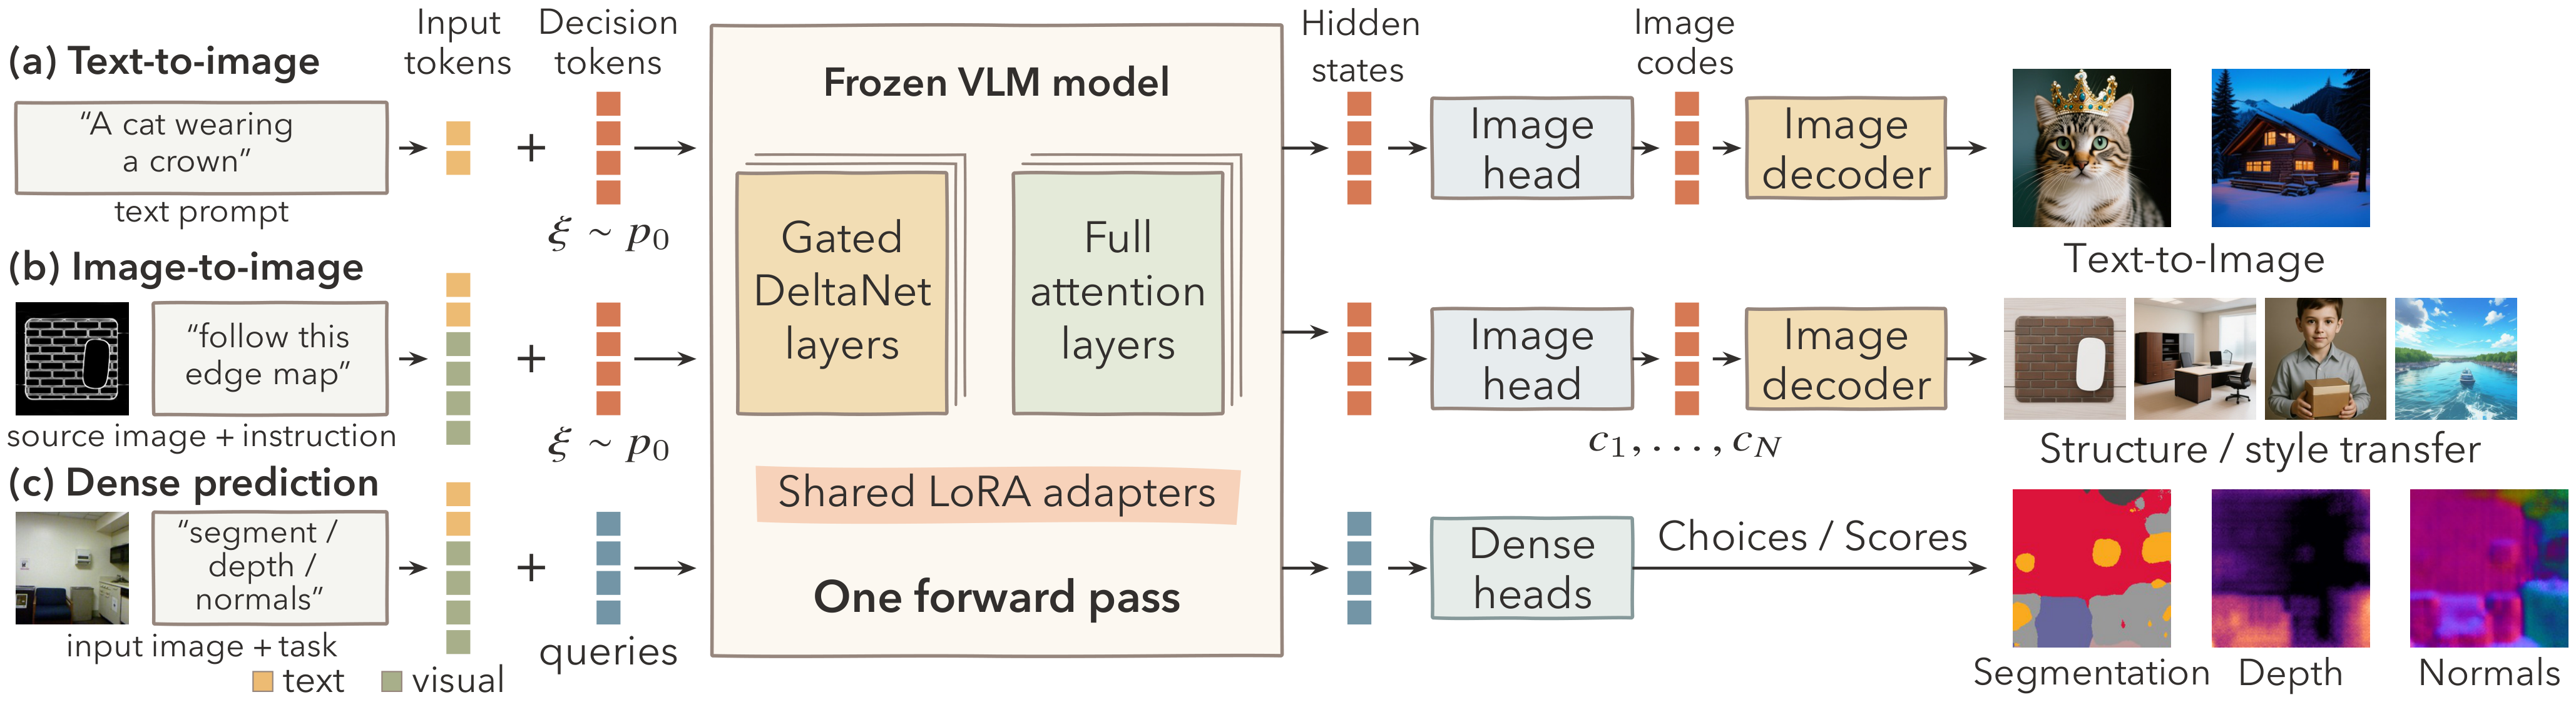 (a) Text-to-image
Input
tokens
Decision
tokens
"A cat wearing
a crown"
text prompt
+
ξ ~ p₀
Frozen VLM model
Gated
DeltaNet
layers
Full
attention
layers
Shared LoRA adapters
One forward pass
Hidden
states
Image
head
Image
codes
Image
decoder
Text-to-Image
(b) Image-to-image
"follow this
edge map"
source image + instruction
+
ξ ~ p₀
Image
head
c₁, . . . , c_N
Image
decoder
Structure / style transfer
(c) Dense prediction
"segment /
depth /
normals"
input image + task
text
visual
+
queries
Dense
heads
Choices / Scores
Segmentation
Depth
Normals